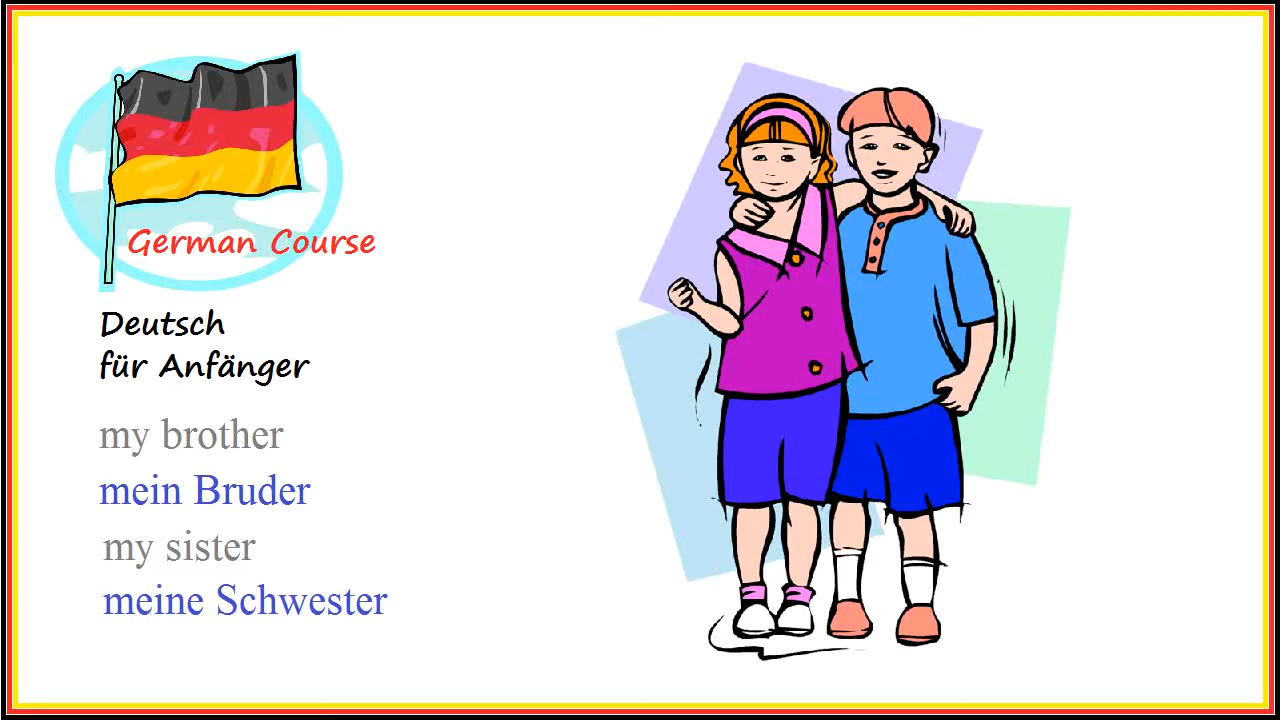 German Course
Deutsch
für Anfänger
my brother
mein Bruder
my sister
meine Schwester